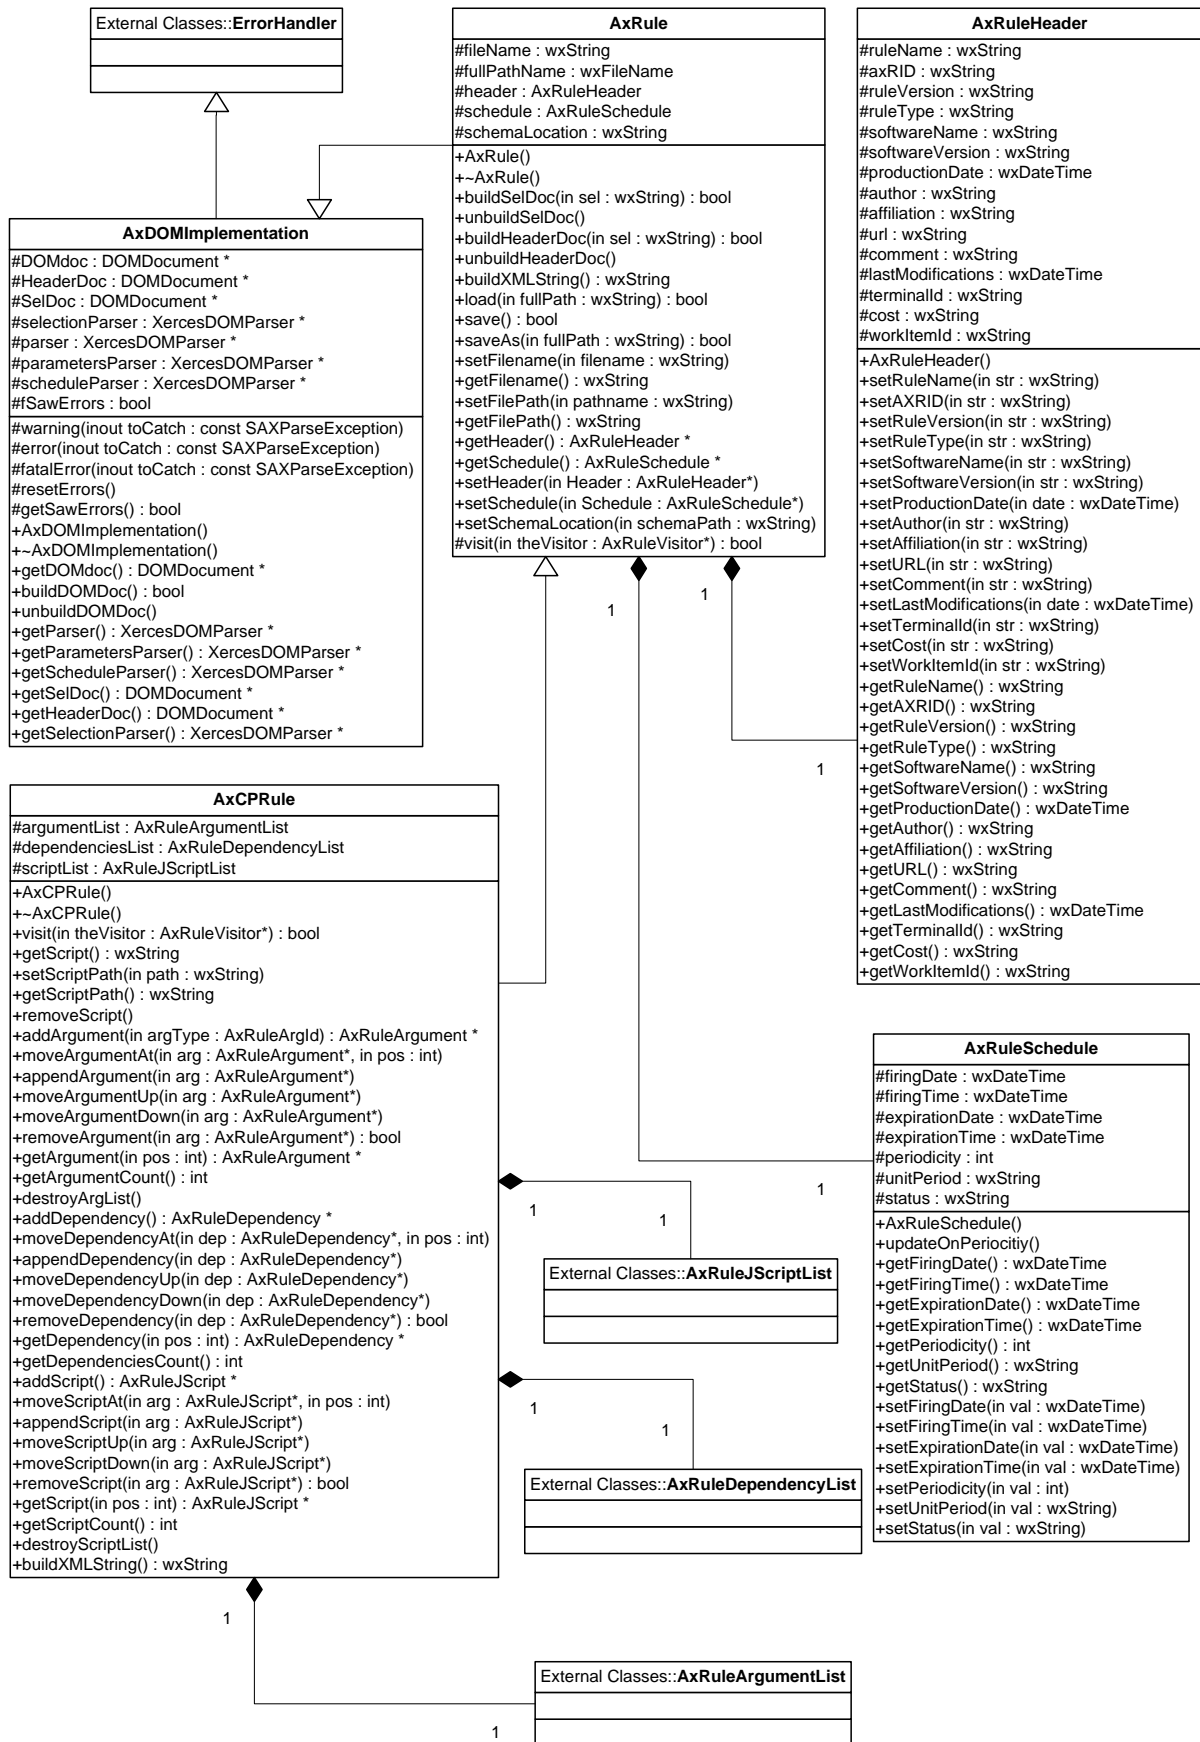 External Classes::ErrorHandler
AxRule
#fileName : wxString
#fullPathName : wxFileName
#header : AxRuleHeader
#schedule : AxRuleSchedule
#schemaLocation : wxString
+AxRule()
+~AxRule()
+buildSelDoc(in sel : wxString) : bool
+unbuildSelDoc()
+buildHeaderDoc(in sel : wxString) : bool
+unbuildHeaderDoc()
+buildXMLString() : wxString
+load(in fullPath : wxString) : bool
+save() : bool
+saveAs(in fullPath : wxString) : bool
+setFilename(in filename : wxString)
+getFilename() : wxString
+setFilePath(in pathname : wxString)
+getFilePath() : wxString
+getHeader() : AxRuleHeader *
+getSchedule() : AxRuleSchedule *
+setHeader(in Header : AxRuleHeader*)
+setSchedule(in Schedule : AxRuleSchedule*)
+setSchemaLocation(in schemaPath : wxString)
#visit(in theVisitor : AxRuleVisitor*) : bool
AxRuleHeader
#ruleName : wxString
#axRID : wxString
#ruleVersion : wxString
#ruleType : wxString
#softwareName : wxString
#softwareVersion : wxString
#productionDate : wxDateTime
#author : wxString
#affiliation : wxString
#url : wxString
#comment : wxString
#lastModifications : wxDateTime
#terminalId : wxString
#cost : wxString
#workItemId : wxString
+AxRuleHeader()
+setRuleName(in str : wxString)
+setAXRID(in str : wxString)
+setRuleVersion(in str : wxString)
+setRuleType(in str : wxString)
+setSoftwareName(in str : wxString)
+setSoftwareVersion(in str : wxString)
+setProductionDate(in date : wxDateTime)
+setAuthor(in str : wxString)
+setAffiliation(in str : wxString)
+setURL(in str : wxString)
+setComment(in str : wxString)
+setLastModifications(in date : wxDateTime)
+setTerminalId(in str : wxString)
+setCost(in str : wxString)
+setWorkItemId(in str : wxString)
+getRuleName() : wxString
+getAXRID() : wxString
+getRuleVersion() : wxString
+getRuleType() : wxString
+getSoftwareName() : wxString
+getSoftwareVersion() : wxString
+getProductionDate() : wxDateTime
+getAuthor() : wxString
+getAffiliation() : wxString
+getURL() : wxString
+getComment() : wxString
+getLastModifications() : wxDateTime
+getTerminalId() : wxString
+getCost() : wxString
+getWorkItemId() : wxString
AxDOMImplementation
#DOMdoc : DOMDocument *
#HeaderDoc : DOMDocument *
#SelDoc : DOMDocument *
#selectionParser : XercesDOMParser *
#parser : XercesDOMParser *
#parametersParser : XercesDOMParser *
#scheduleParser : XercesDOMParser *
#fSawErrors : bool
#warning(inout toCatch : const SAXParseException)
#error(inout toCatch : const SAXParseException)
#fatalError(inout toCatch : const SAXParseException)
#resetErrors()
#getSawErrors() : bool
+AxDOMImplementation()
+~AxDOMImplementation()
+getDOMdoc() : DOMDocument *
+buildDOMDoc() : bool
+unbuildDOMDoc()
+getParser() : XercesDOMParser *
+getParametersParser() : XercesDOMParser *
+getScheduleParser() : XercesDOMParser *
+getSelDoc() : DOMDocument *
+getHeaderDoc() : DOMDocument *
+getSelectionParser() : XercesDOMParser *
1
1
1
AxCPRule
#argumentList : AxRuleArgumentList
#dependenciesList : AxRuleDependencyList
#scriptList : AxRuleJScriptList
+AxCPRule()
+~AxCPRule()
+visit(in theVisitor : AxRuleVisitor*) : bool
+getScript() : wxString
+setScriptPath(in path : wxString)
+getScriptPath() : wxString
+removeScript()
+addArgument(in argType : AxRuleArgId) : AxRuleArgument *
+moveArgumentAt(in arg : AxRuleArgument*, in pos : int)
+appendArgument(in arg : AxRuleArgument*)
+moveArgumentUp(in arg : AxRuleArgument*)
+moveArgumentDown(in arg : AxRuleArgument*)
+removeArgument(in arg : AxRuleArgument*) : bool
+getArgument(in pos : int) : AxRuleArgument *
+getArgumentCount() : int
+destroyArgList()
+addDependency() : AxRuleDependency *
+moveDependencyAt(in dep : AxRuleDependency*, in pos : int)
+appendDependency(in dep : AxRuleDependency*)
+moveDependencyUp(in dep : AxRuleDependency*)
+moveDependencyDown(in dep : AxRuleDependency*)
+removeDependency(in dep : AxRuleDependency*) : bool
+getDependency(in pos : int) : AxRuleDependency *
+getDependenciesCount() : int
+addScript() : AxRuleJScript *
+moveScriptAt(in arg : AxRuleJScript*, in pos : int)
+appendScript(in arg : AxRuleJScript*)
+moveScriptUp(in arg : AxRuleJScript*)
+moveScriptDown(in arg : AxRuleJScript*)
+removeScript(in arg : AxRuleJScript*) : bool
+getScript(in pos : int) : AxRuleJScript *
+getScriptCount() : int
+destroyScriptList()
+buildXMLString() : wxString
AxRuleSchedule
#firingDate : wxDateTime
#firingTime : wxDateTime
#expirationDate : wxDateTime
#expirationTime : wxDateTime
#periodicity : int
#unitPeriod : wxString
#status : wxString
+AxRuleSchedule()
+updateOnPeriocitiy()
+getFiringDate() : wxDateTime
+getFiringTime() : wxDateTime
+getExpirationDate() : wxDateTime
+getExpirationTime() : wxDateTime
+getPeriodicity() : int
+getUnitPeriod() : wxString
+getStatus() : wxString
+setFiringDate(in val : wxDateTime)
+setFiringTime(in val : wxDateTime)
+setExpirationDate(in val : wxDateTime)
+setExpirationTime(in val : wxDateTime)
+setPeriodicity(in val : int)
+setUnitPeriod(in val : wxString)
+setStatus(in val : wxString)
1
1
1
External Classes::AxRuleJScriptList
1
1
External Classes::AxRuleDependencyList
1
External Classes::AxRuleArgumentList
1